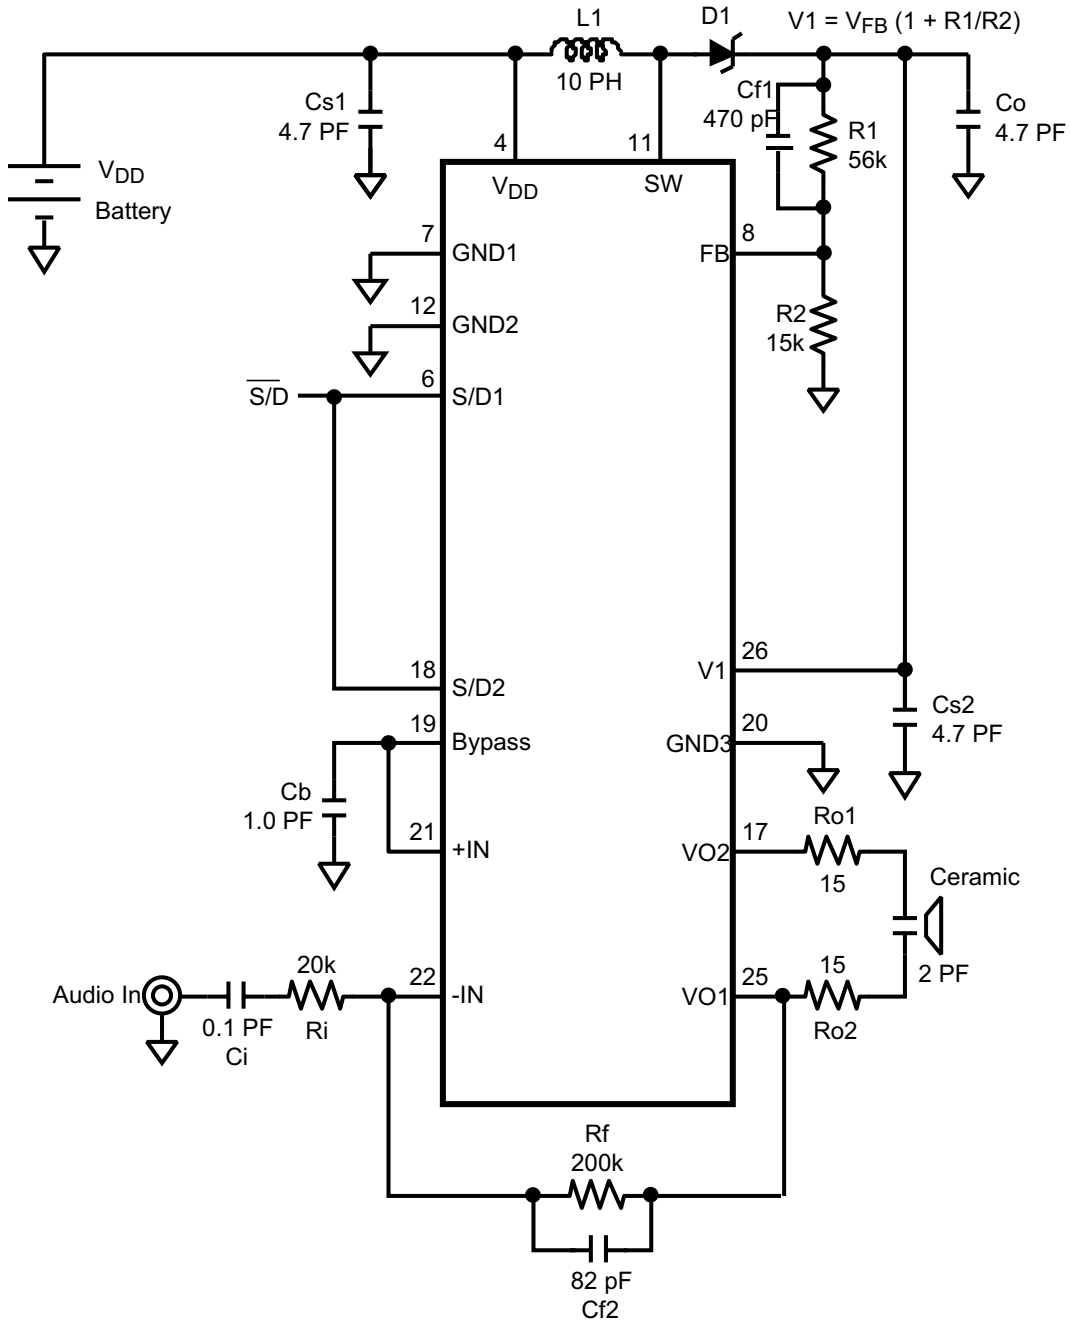 L1
10 PH
D1
V1 = VFB (1 + R1/R2)
Cs1
4.7 PF
Cf1
470 pF
R1
56k
Co
4.7 PF
VDD
Battery
4
VDD
11
SW
7
GND1
8
FB
12
GND2
R2
15k
S/D
6
S/D1
18
S/D2
26
V1
Cs2
4.7 PF
19
Bypass
20
GND3
Cb
1.0 PF
21
+IN
17
VO2
Ro1
15
Ceramic
2 PF
Audio In
0.1 PF
Ci
20k
Ri
22
-IN
25
VO1
15
Ro2
Rf
200k
82 pF
Cf2